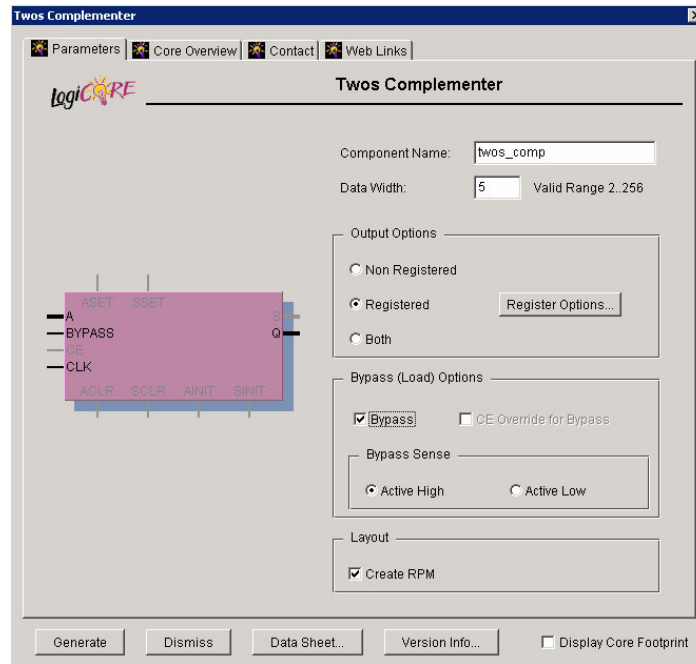 Twos Complementer
Parameters Core Overview Contact Web Links
LogiCORE
Twos Complementer
Component Name: twos_comp
Data Width: 5 Valid Range 2..256
Output Options
Non Registered
Registered Register Options...
Both
ASET SSET
A S
BYPASS Q
CE
CLK
ACLR SCLR AINIT SINIT
Bypass (Load) Options
Bypass CE Override for Bypass
Bypass Sense
Active High Active Low
Layout
Create RPM
Generate Dismiss Data Sheet... Version Info... Display Core Footprint